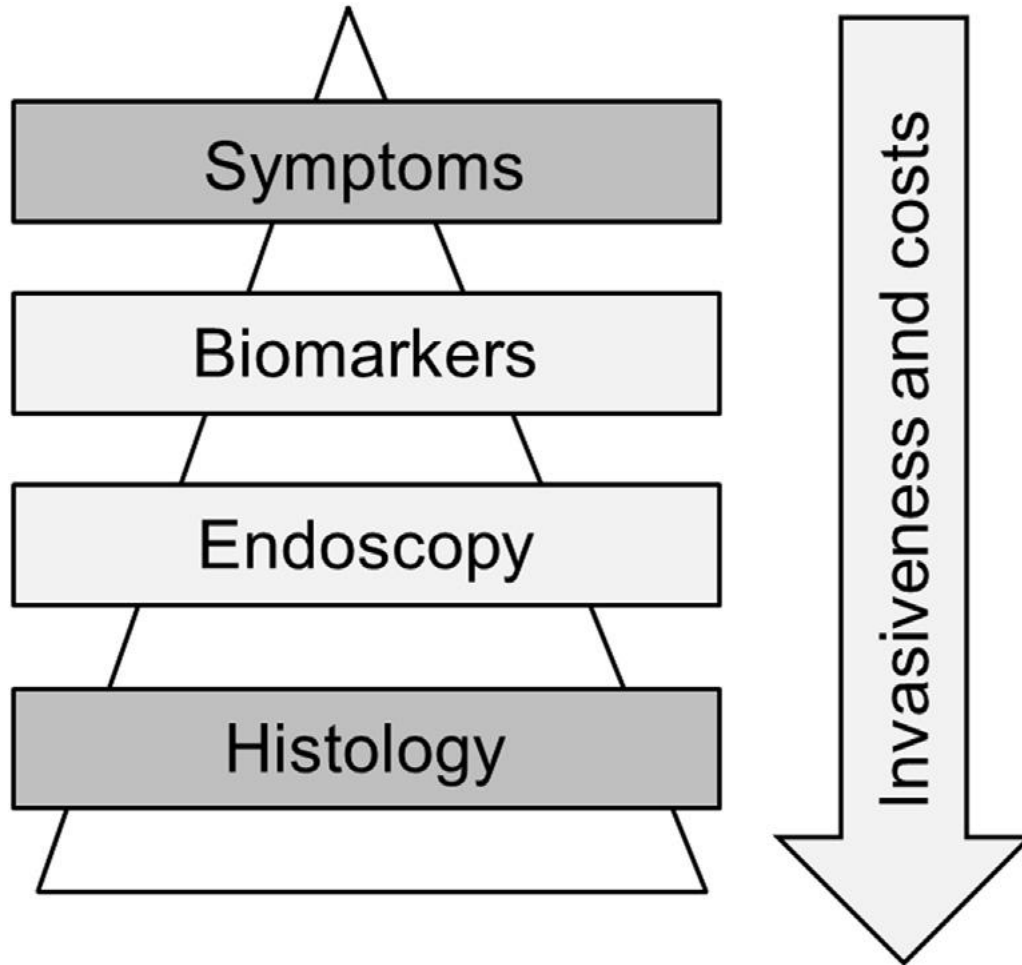 Symptoms
Biomarkers
Endoscopy
Histology
Invasiveness and costs